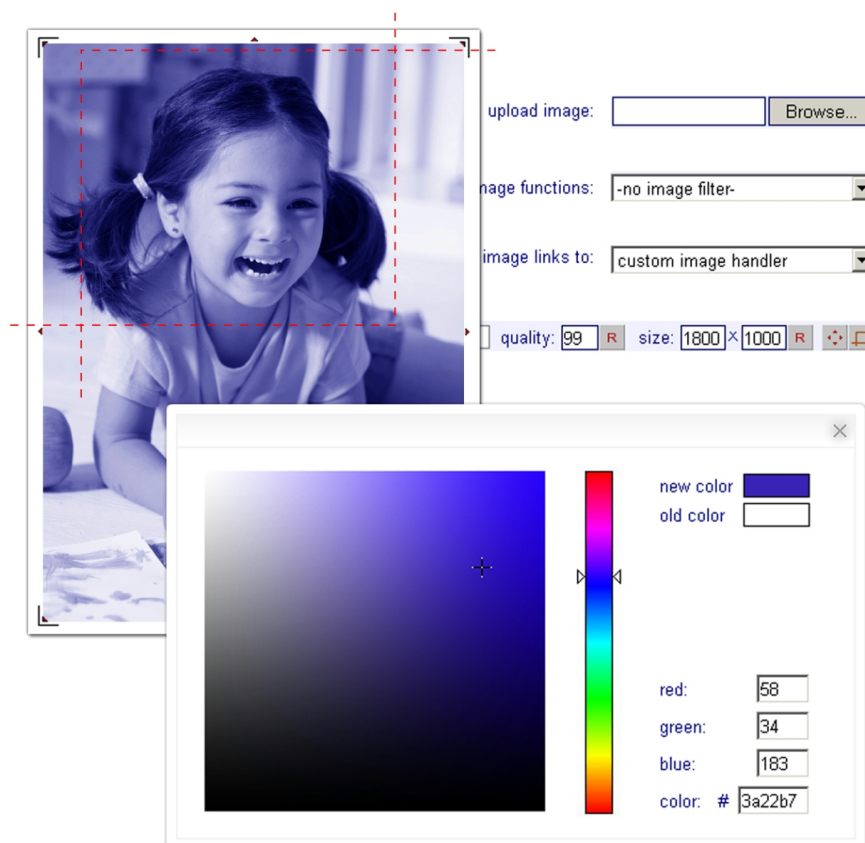 upload image: Browse...
mage functions: -no image filter-
image links to: custom image handler
quality: 99 R size: 1800 × 1000 R
new color
old color
red: 58
green: 34
blue: 183
color: # 3a22b7